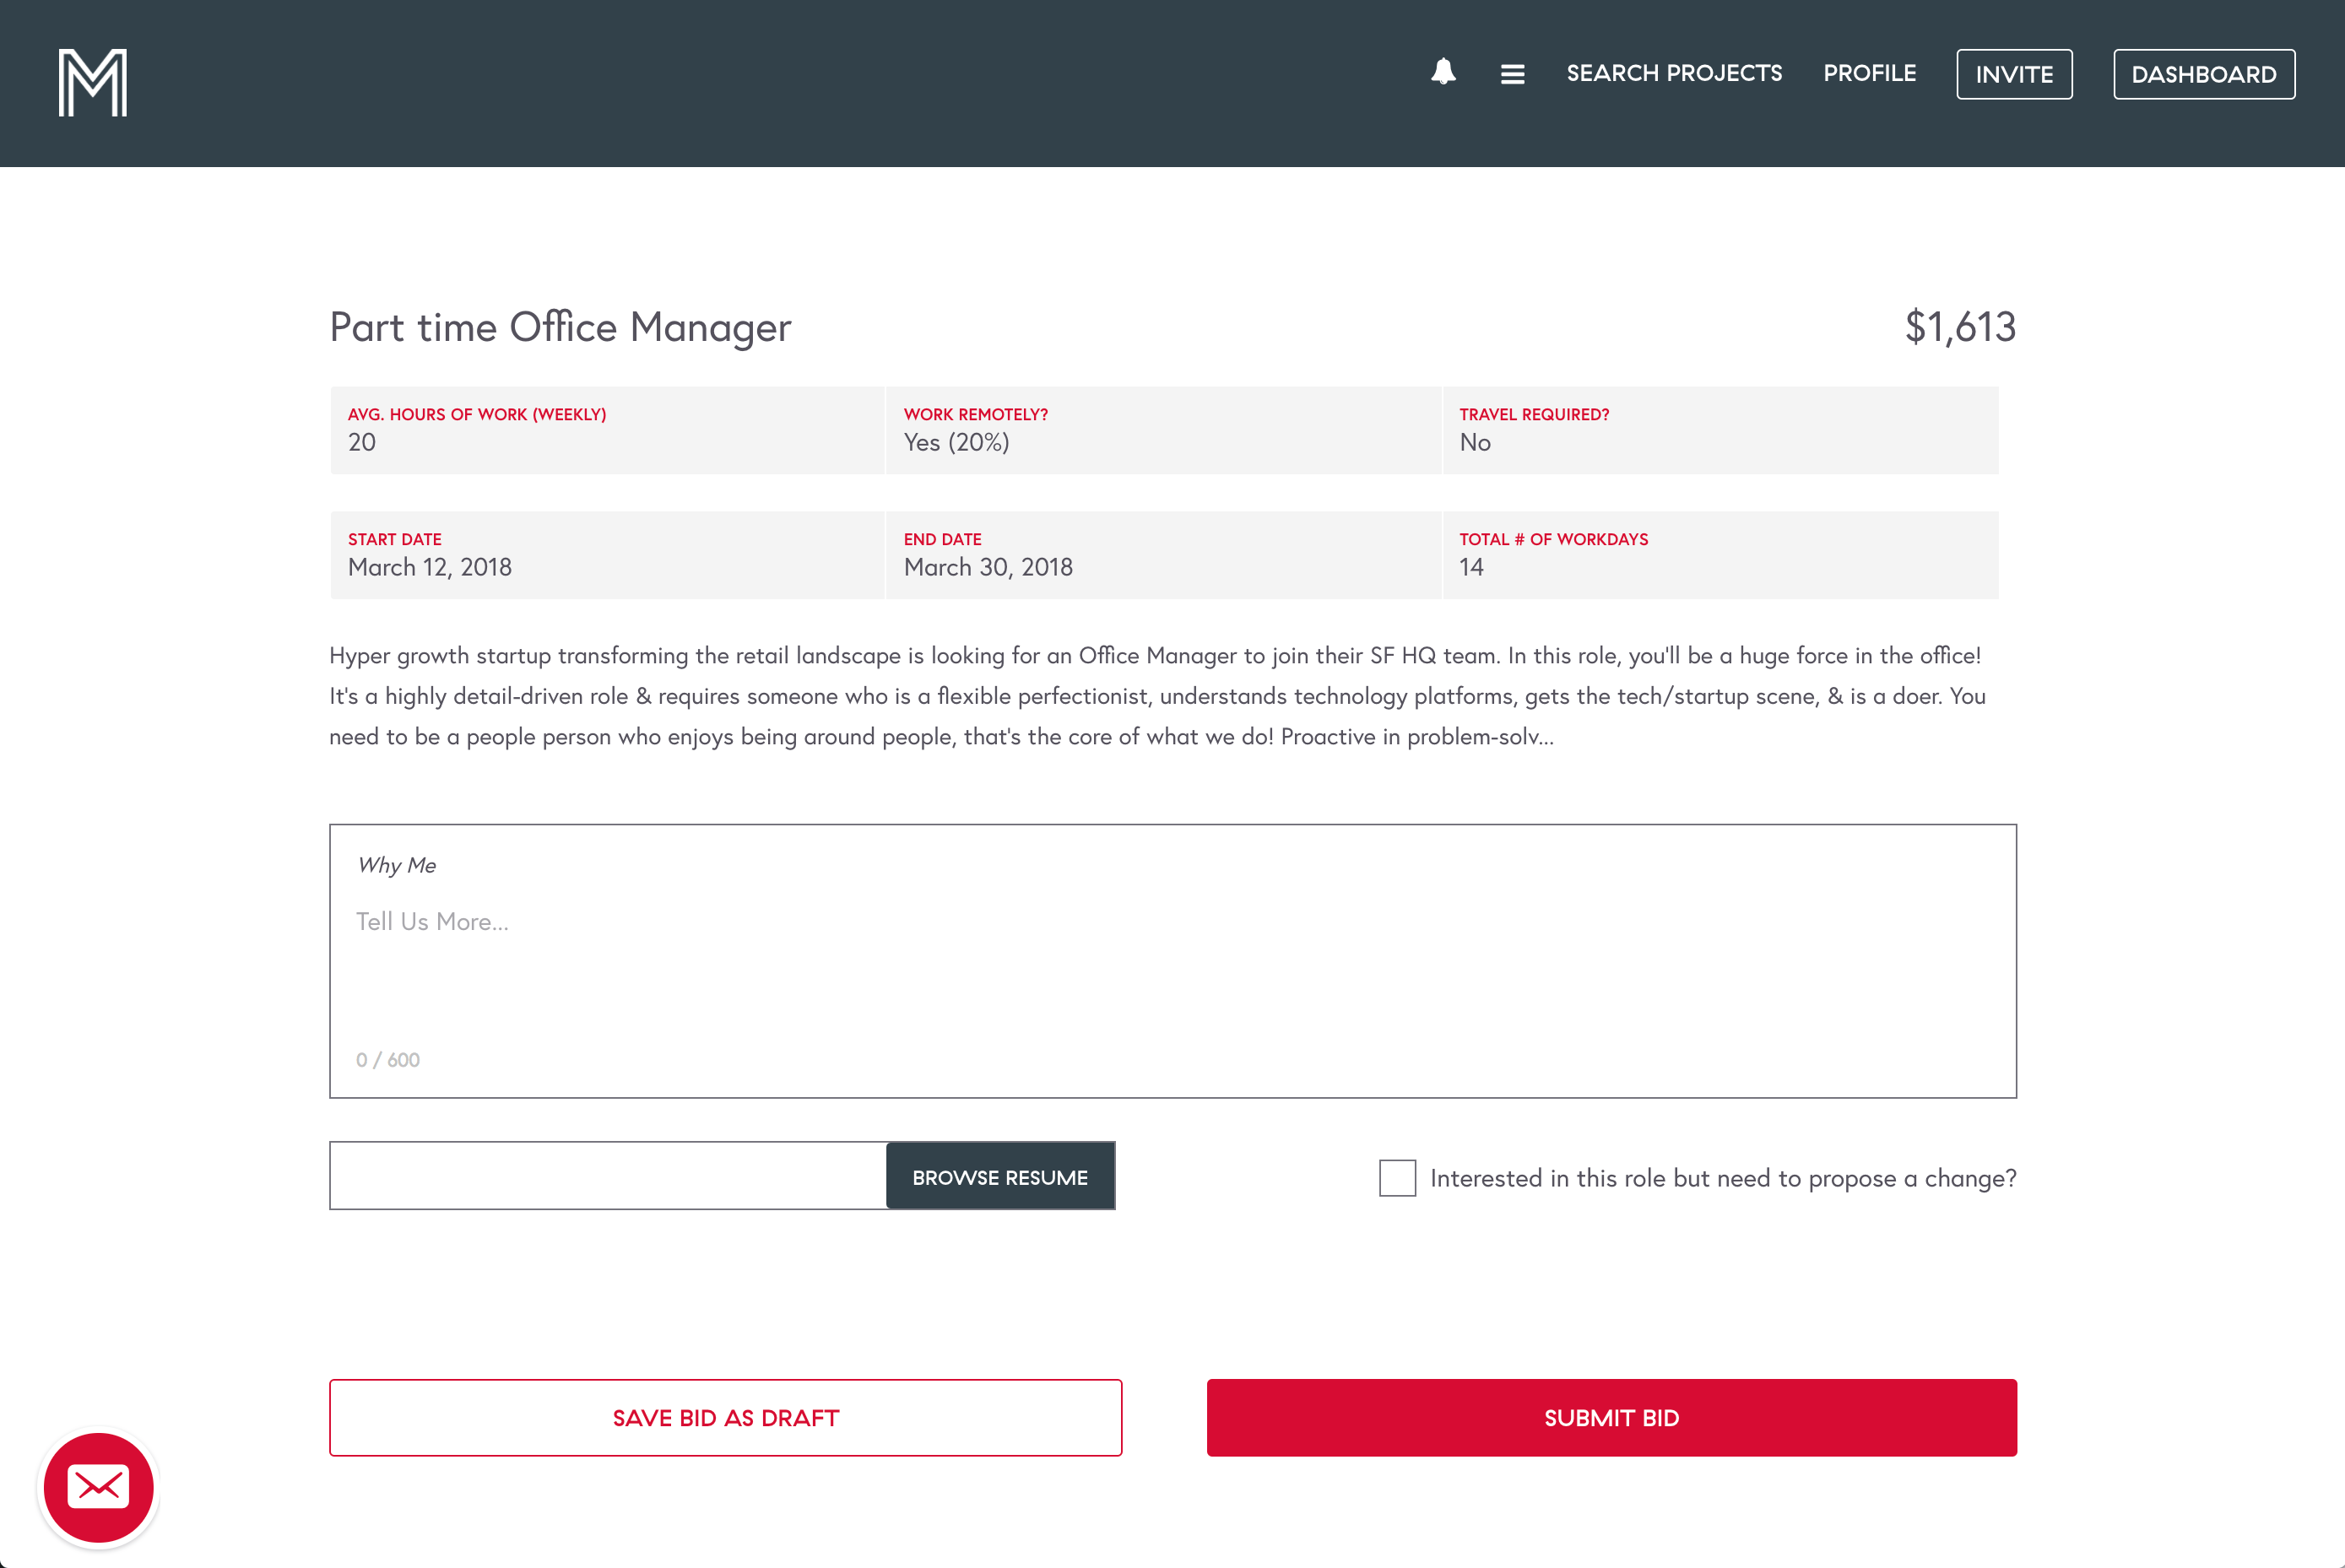 M
SEARCH PROJECTS
PROFILE
INVITE
DASHBOARD
Part time Office Manager
$1,613
AVG. HOURS OF WORK (WEEKLY)
20
WORK REMOTELY?
Yes (20%)
TRAVEL REQUIRED?
No
START DATE
March 12, 2018
END DATE
March 30, 2018
TOTAL # OF WORKDAYS
14
Hyper growth startup transforming the retail landscape is looking for an Office Manager to join their SF HQ team. In this role, you'll be a huge force in the office!
It's a highly detail-driven role & requires someone who is a flexible perfectionist, understands technology platforms, gets the tech/startup scene, & is a doer. You
need to be a people person who enjoys being around people, that's the core of what we do! Proactive in problem-solv...
Why Me
Tell Us More...
0 / 600
BROWSE RESUME
Interested in this role but need to propose a change?
SAVE BID AS DRAFT
SUBMIT BID